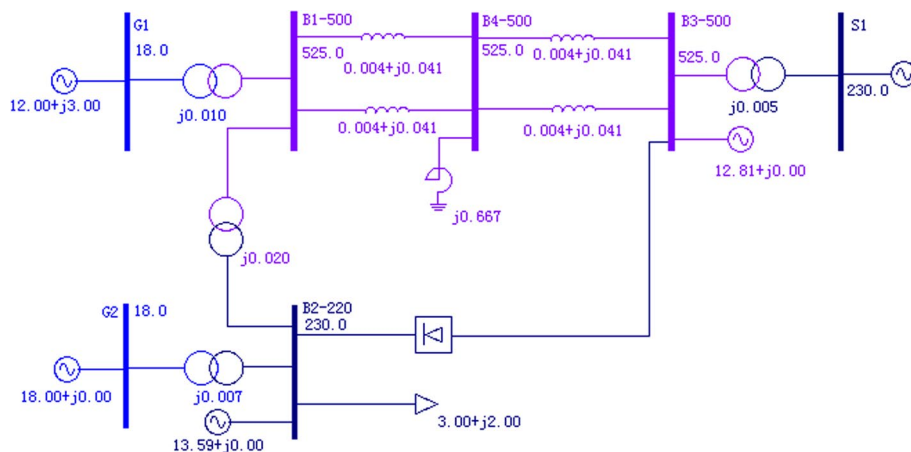 G1
18.0
12.00+j3.00
j0.010
B1-500
525.0
0.004+j0.041
0.004+j0.041
B4-500
525.0
0.004+j0.041
0.004+j0.041
B3-500
525.0
j0.005
S1
230.0
12.81+j0.00
j0.667
j0.020
G2
18.0
18.00+j0.00
j0.007
B2-220
230.0
13.59+j0.00
3.00+j2.00